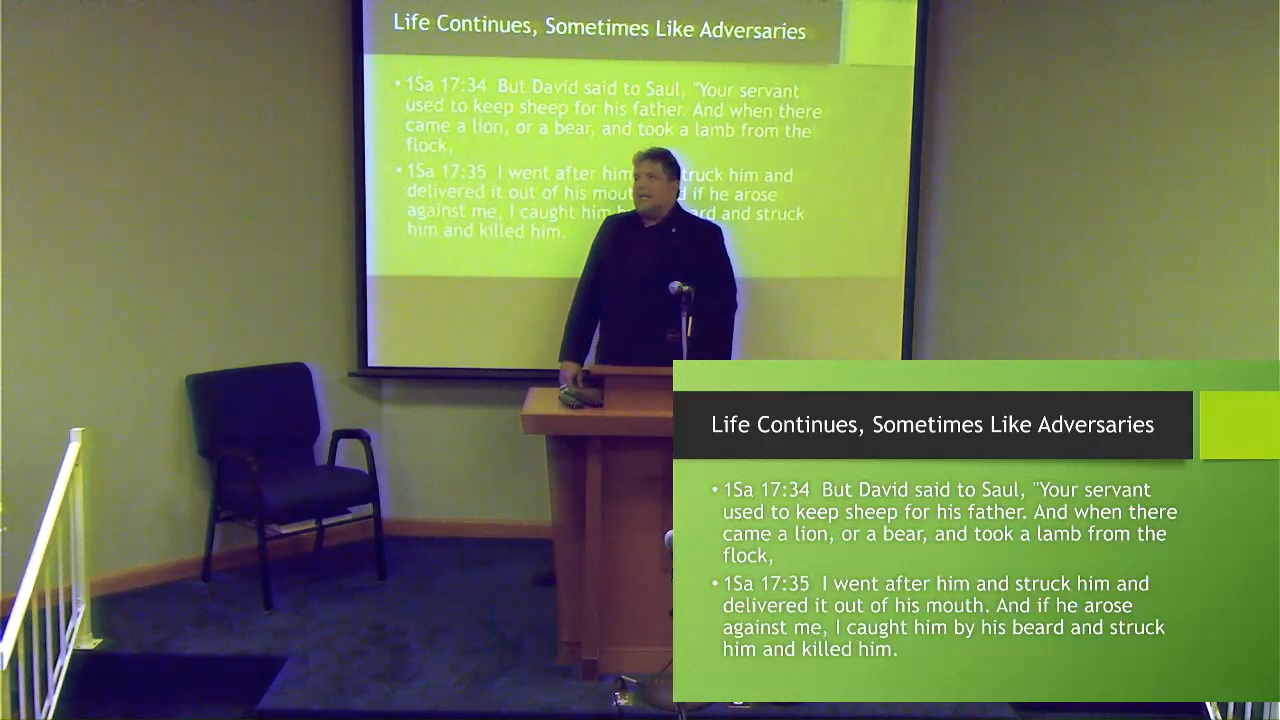 Life Continues, Sometimes Like Adversaries
• 1Sa 17:34 But David said to Saul, "Your servant
used to keep sheep for his father. And when there
came a lion, or a bear, and took a lamb from the
flock,
• 1Sa 17:35 I went after him truck him and
delivered it out of his mout d if he arose
against me, I caught him ard and struck
him and killed him.
Life Continues, Sometimes Like Adversaries
• 1Sa 17:34 But David said to Saul, "Your servant
used to keep sheep for his father. And when there
came a lion, or a bear, and took a lamb from the
flock,
• 1Sa 17:35 I went after him and struck him and
delivered it out of his mouth. And if he arose
against me, I caught him by his beard and struck
him and killed him.